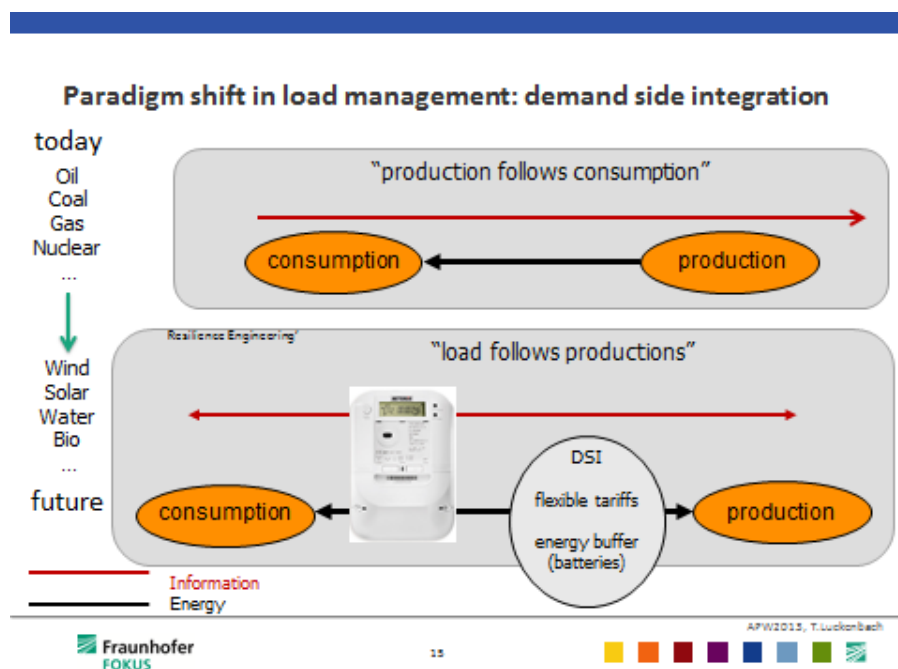 Paradigm shift in load management: demand side integration
today
Oil
Coal
Gas
Nuclear
...
"production follows consumption"
consumption
production
Resilience Engineering'
"load follows productions"
Wind
Solar
Water
Bio
...
future
DSI
flexible tariffs
energy buffer
(batteries)
consumption
production
Information
Energy
APW2013, T.Luckenbach
Fraunhofer
FOKUS